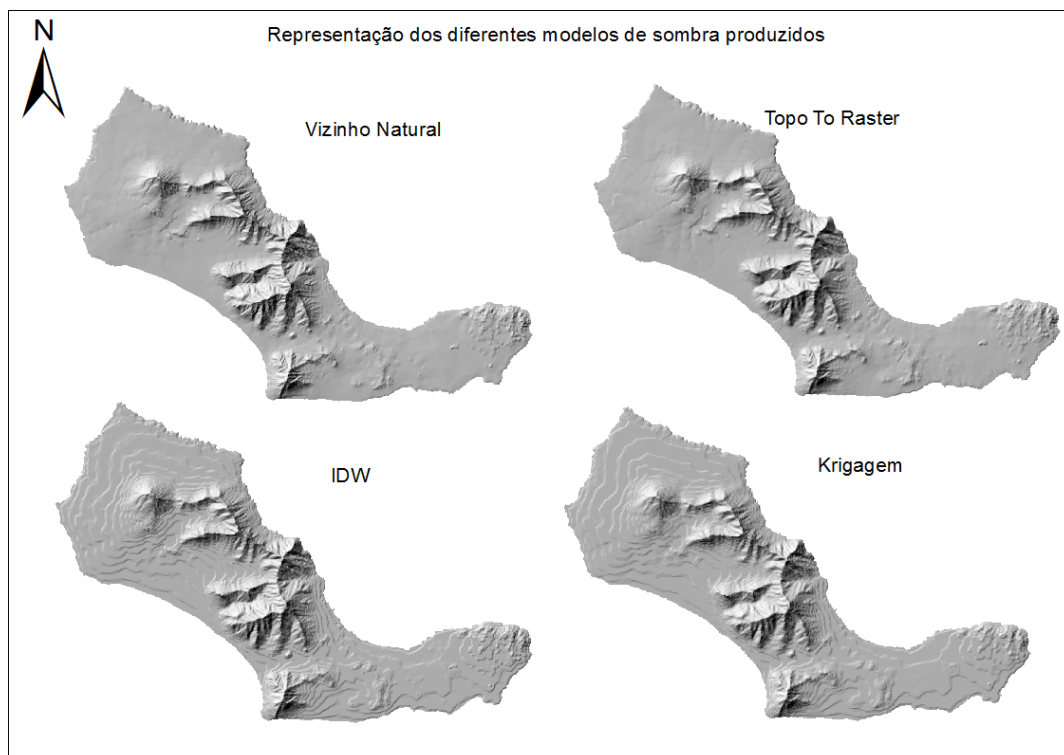 N
Representação dos diferentes modelos de sombra produzidos
Vizinho Natural
Topo To Raster
IDW
Krigagem